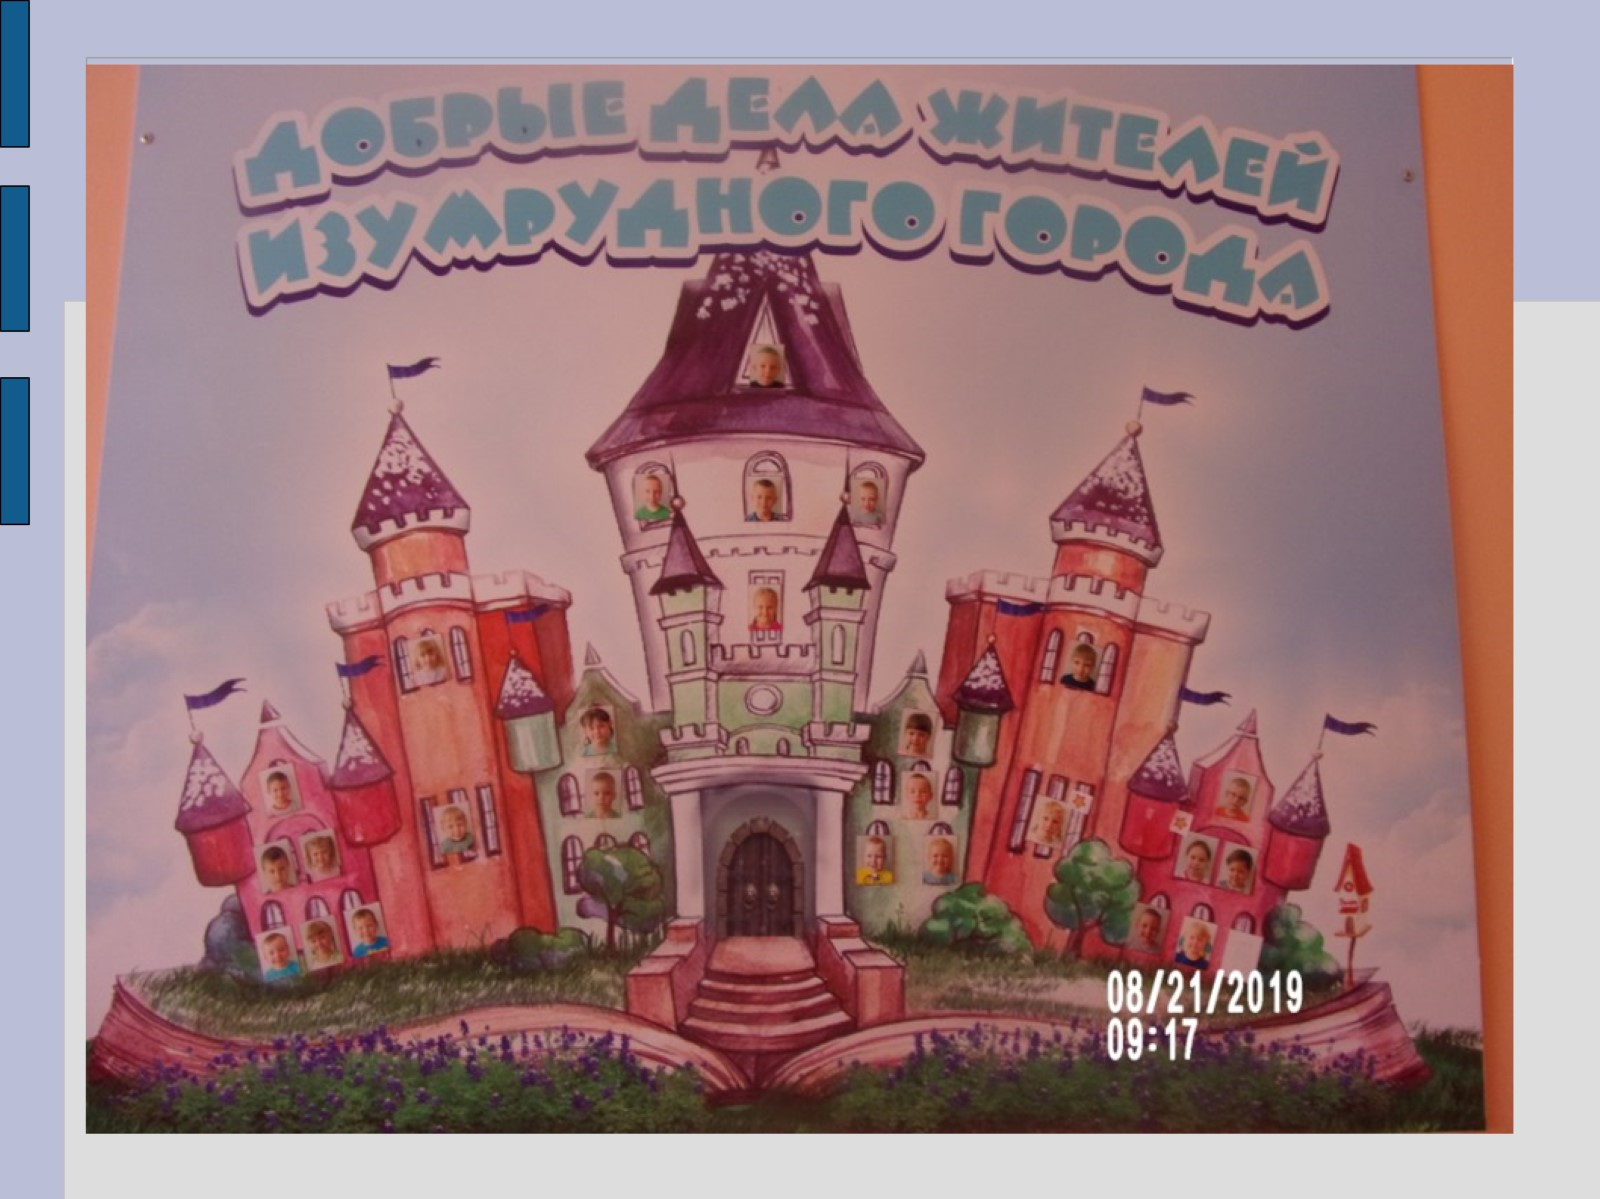 ДОБРЫЕ ДЕЛА ЖИТЕЛЕЙ
ИЗУМРУДНОГО ГОРОДА
08/21/2019
09:17